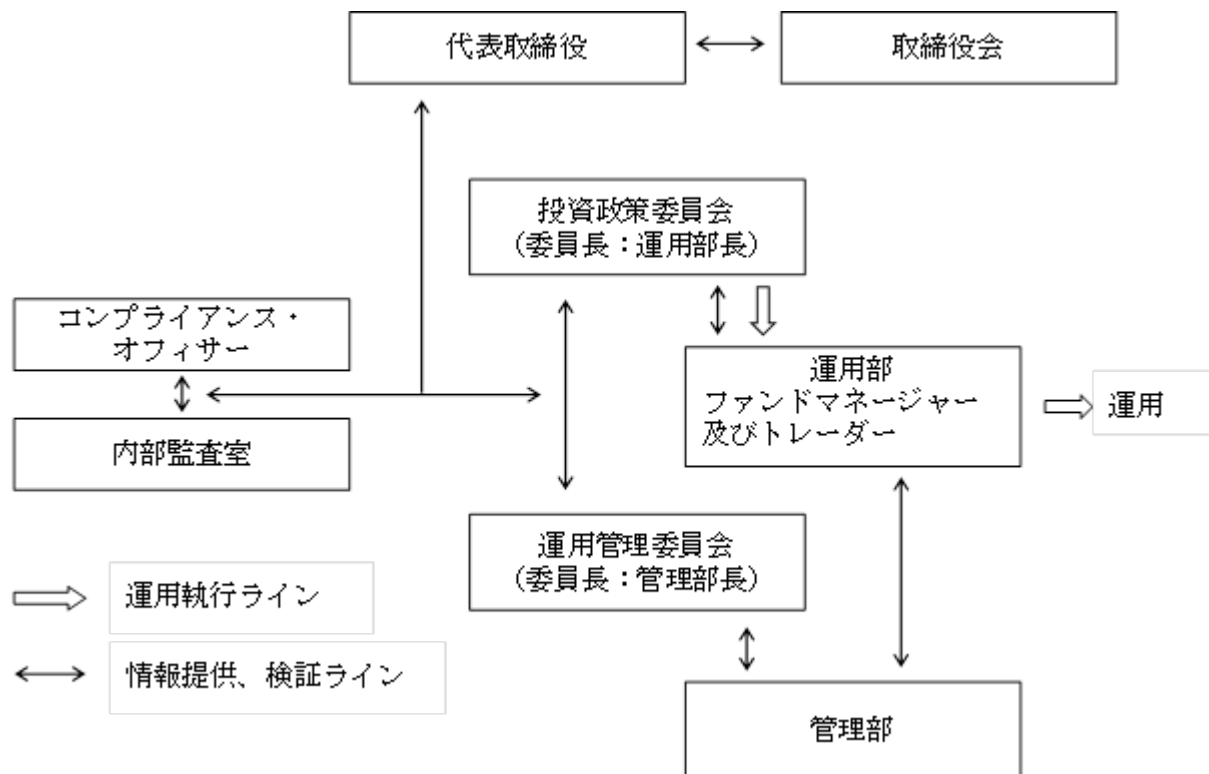 代表取締役
取締役会
投資政策委員会
（委員長：運用部長）
コンプライアンス・
オフィサー
運用部
ファンドマネージャー
及びトレーダー
運用
内部監査室
運用管理委員会
（委員長：管理部長）
運用執行ライン
情報提供、検証ライン
管理部